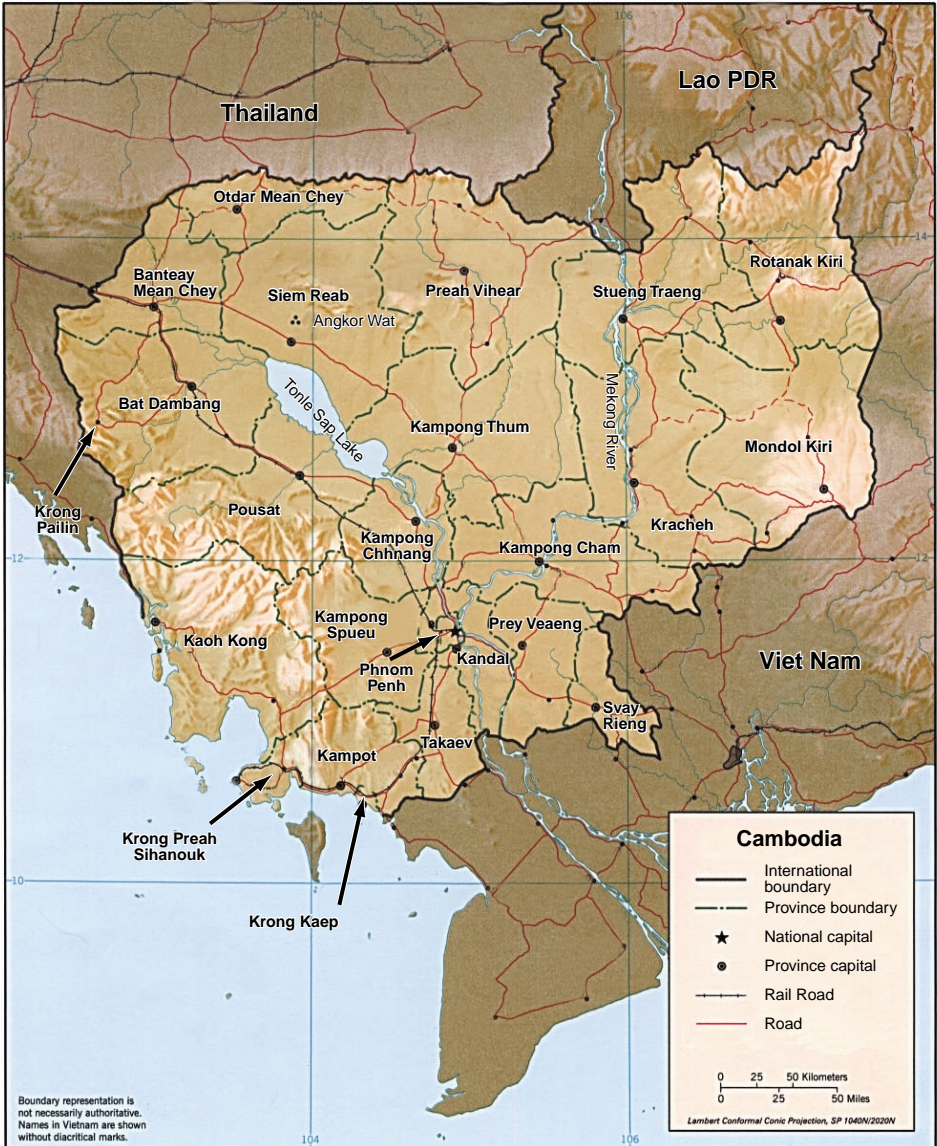 104
106
Lao PDR
Thailand
Otdar Mean Chey
14
14
Banteay
Mean Chey
Rotanak Kiri
Siem Reab
Preah Vihear
Stueng Traeng
Angkor Wat
Tonle Sap Lake
Mekong River
Bat Dambang
Kampong Thum
Mondol Kiri
Krong
Pailin
Pousat
Kracheh
Kampong
Chhnang
Kampong Cham
12
12
Kampong
Spueu
Prey Veaeng
Kaoh Kong
Phnom
Penh
Kandal
Viet Nam
Svay
Rieng
Takaev
Kampot
Krong Preah
Sihanouk
Krong Kaep
10
Cambodia
International
boundary
Province boundary
National capital
Province capital
Rail Road
Road
0 25 50 Kilometers
0 25 50 Miles
Lambert Conformal Conic Projection, SP 1040N/2020N
Boundary representation is
not necessarily authoritative.
Names in Vietnam are shown
without diacritical marks.
104
106